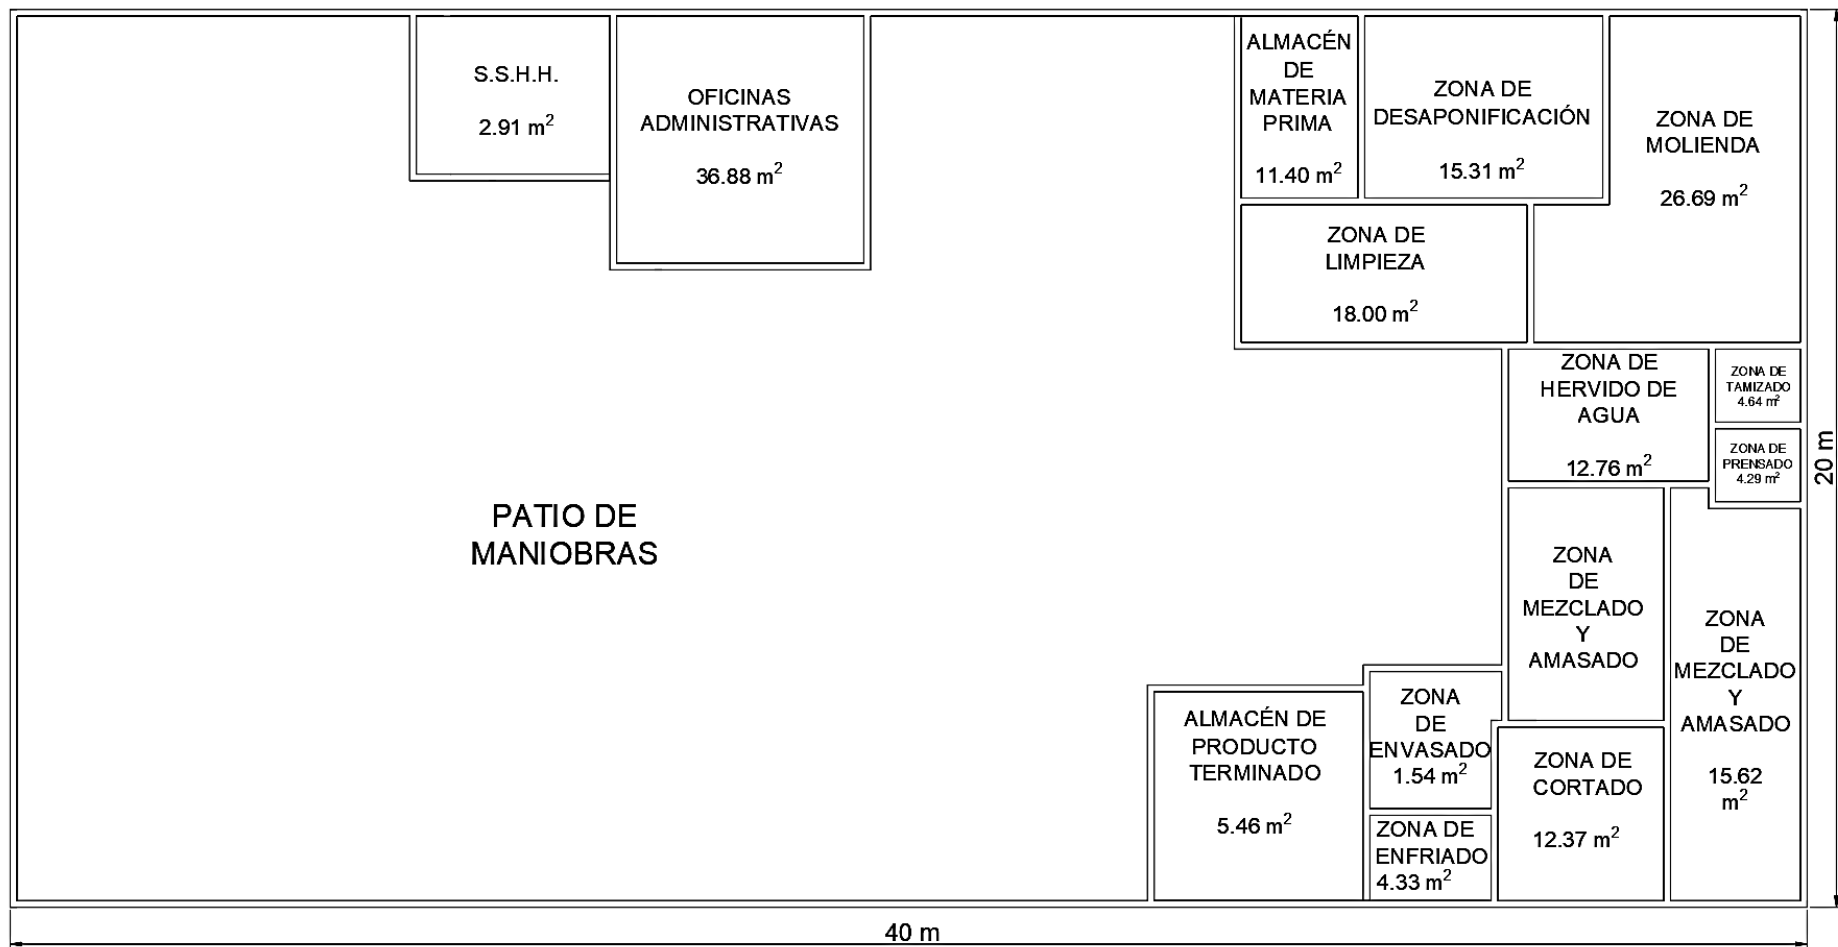 S.S.H.H.
2.91 m²
OFICINAS
ADMINISTRATIVAS
36.88 m²
ALMACÉN
DE
MATERIA
PRIMA
11.40 m²
ZONA DE
DESAPONIFICACIÓN
15.31 m²
ZONA DE
MOLIENDA
26.69 m²
ZONA DE
LIMPIEZA
18.00 m²
ZONA DE
HERVIDO DE
AGUA
12.76 m²
ZONA DE
TAMIZADO
4.64 m²
ZONA DE
PRENSADO
4.29 m²
20 m
PATIO DE
MANIOBRAS
ZONA
DE
MEZCLADO
Y
AMASADO
ZONA
DE
MEZCLADO
Y
AMASADO
15.62
m²
ALMACÉN DE
PRODUCTO
TERMINADO
5.46 m²
ZONA
DE
ENVASADO
1.54 m²
ZONA DE
CORTADO
12.37 m²
ZONA DE
ENFRIADO
4.33 m²
40 m